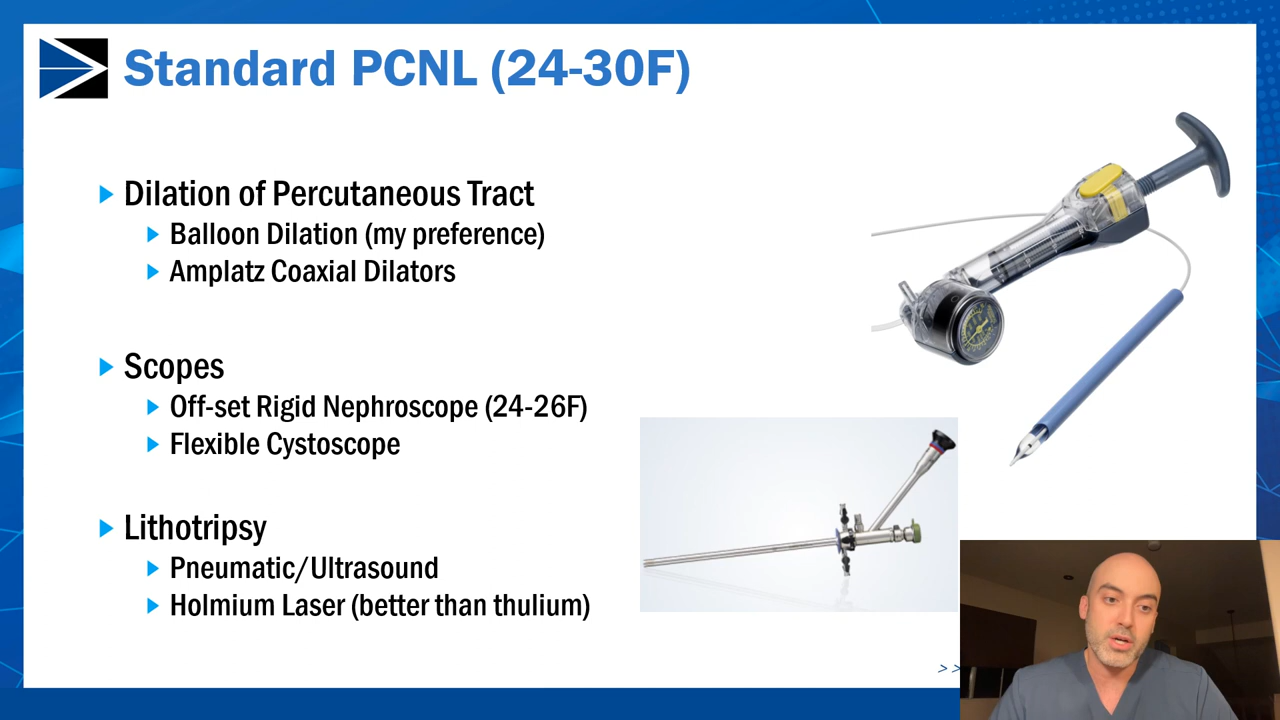 Standard PCNL (24-30F)
Dilation of Percutaneous Tract
Balloon Dilation (my preference)
Amplatz Coaxial Dilators
Scopes
Off-set Rigid Nephroscope (24-26F)
Flexible Cystoscope
Lithotripsy
Pneumatic/Ultrasound
Holmium Laser (better than thulium)
>>